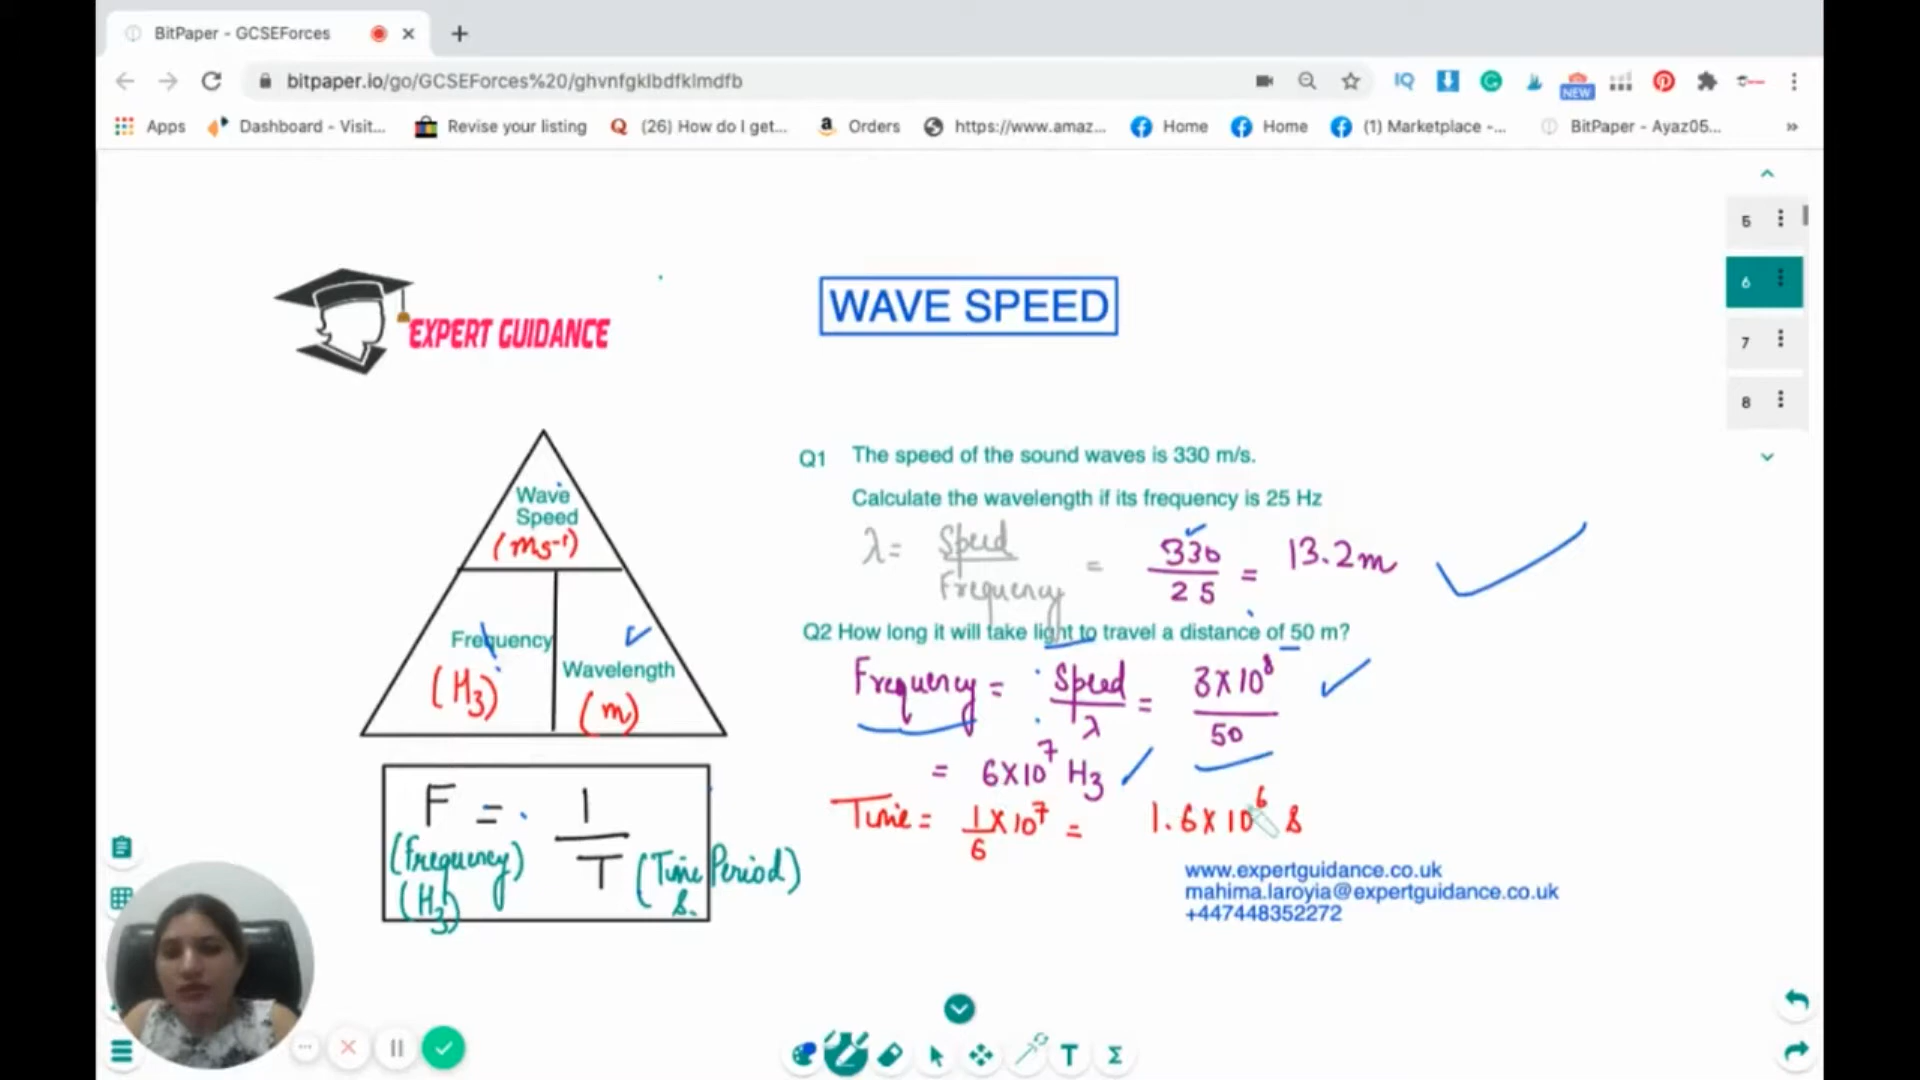 BitPaper - GCSEForces
bitpaper.io/go/GCSEForces%20/ghvnfgklbdfklmdfb
IQ
NEW
Apps
Dashboard - Visit...
Revise your listing
Q (26) How do I get...
a Orders
https://www.amaz...
Home
Home
(1) Marketplace -...
BitPaper - Ayaz05...
»
5
6
7
8
EXPERT GUIDANCE
WAVE SPEED
Wave
Speed
(ms⁻¹)
Frequency
(Hz)
Wavelength
(m)
F = 1/T
(Frequency)
(Hz)
(Time Period)
s.
Q1 The speed of the sound waves is 330 m/s.
Calculate the wavelength if its frequency is 25 Hz
λ = Speed/Frequency = 330/25 = 13.2m
Q2 How long it will take light to travel a distance of 50 m?
Frequency = Speed/λ = 3×10⁸/50
= 6×10⁷ Hz
Time = 1/6 ×10⁷ = 1.6×10⁶ s
www.expertguidance.co.uk
mahima.laroyia@expertguidance.co.uk
+447448352272
T
Σ